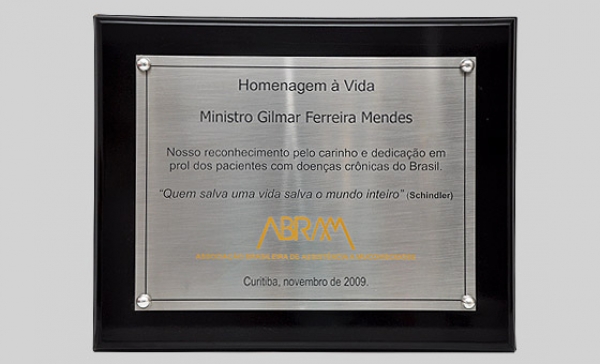 Homenagem à Vida
Ministro Gilmar Ferreira Mendes
Nosso reconhecimento pelo carinho e dedicação em
prol dos pacientes com doenças crônicas do Brasil.
"Quem salva uma vida salva o mundo inteiro" (Schindler)
ABRAM
Curitiba, novembro de 2009.